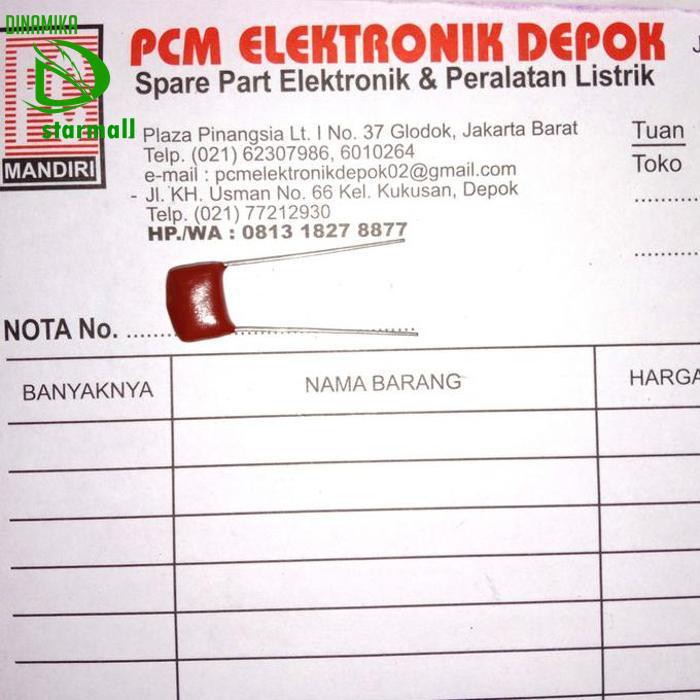 DINAMIKA
starmall
MANDIRI
PCM ELEKTRONIK DEPOK
Spare Part Elektronik & Peralatan Listrik
Plaza Pinangsia Lt. I No. 37 Glodok, Jakarta Barat
Telp. (021) 62307986, 6010264
e-mail : pcmelektronikdepok02@gmail.com
- Jl. KH. Usman No. 66 Kel. Kukusan, Depok
Telp. (021) 77212930
HP./WA : 0813 1827 8877
Tuan
Toko
NOTA No. ......
BANYAKNYA
NAMA BARANG
HARGA